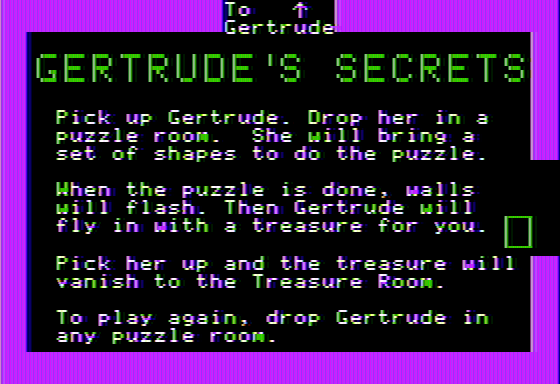 To ↑
Gertrude
GERTRUDE'S SECRETS
Pick up Gertrude. Drop her in a
puzzle room. She will bring a
set of shapes to do the puzzle.
When the puzzle is done, walls
will flash. Then Gertrude will
fly in with a treasure for you.
Pick her up and the treasure will
vanish to the Treasure Room.
To play again, drop Gertrude in
any puzzle room.